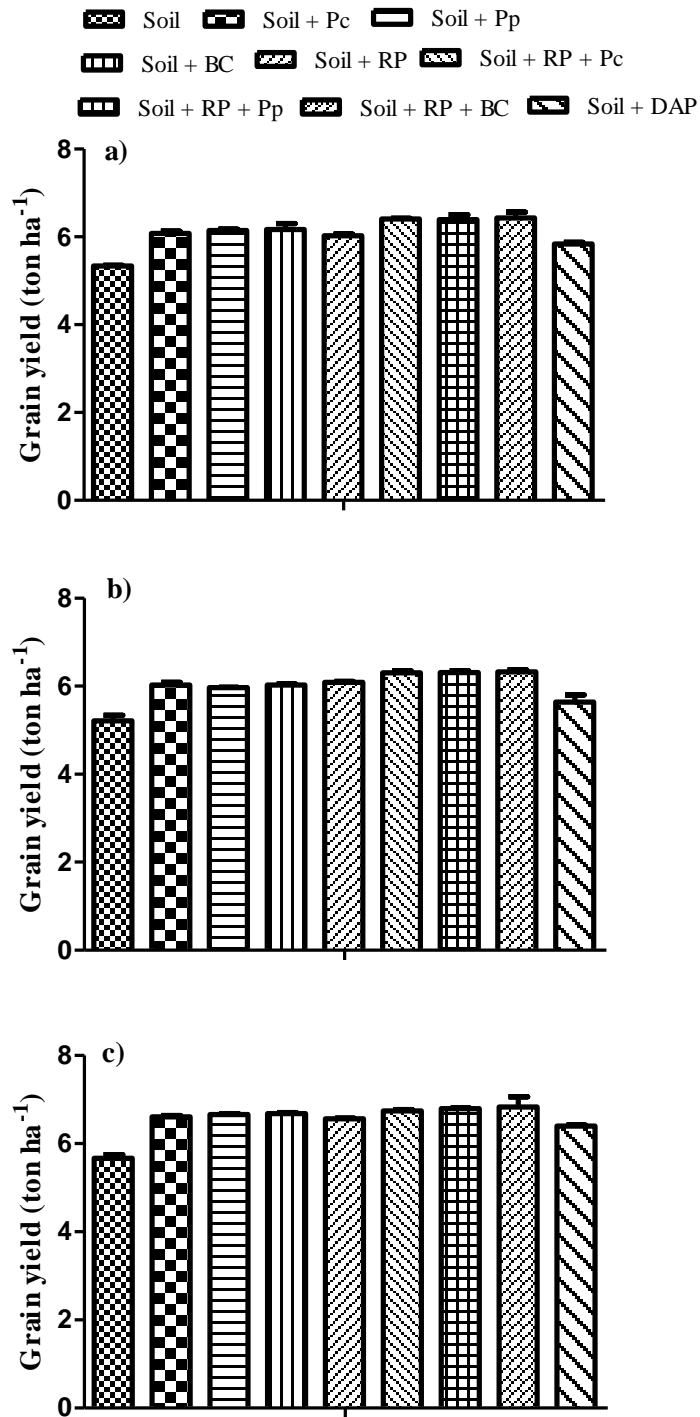 Soil Soil + Pc Soil + Pp
Soil + BC Soil + RP Soil + RP + Pc
Soil + RP + Pp Soil + RP + BC Soil + DAP
a)
Grain yield (ton ha-1)
8
6
4
2
0
b)
Grain yield (ton ha-1)
8
6
4
2
0
c)
Grain yield (ton ha-1)
8
6
4
2
0